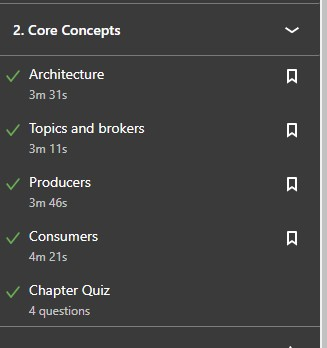 2. Core Concepts
Architecture
3m 31s
Topics and brokers
3m 11s
Producers
3m 46s
Consumers
4m 21s
Chapter Quiz
4 questions